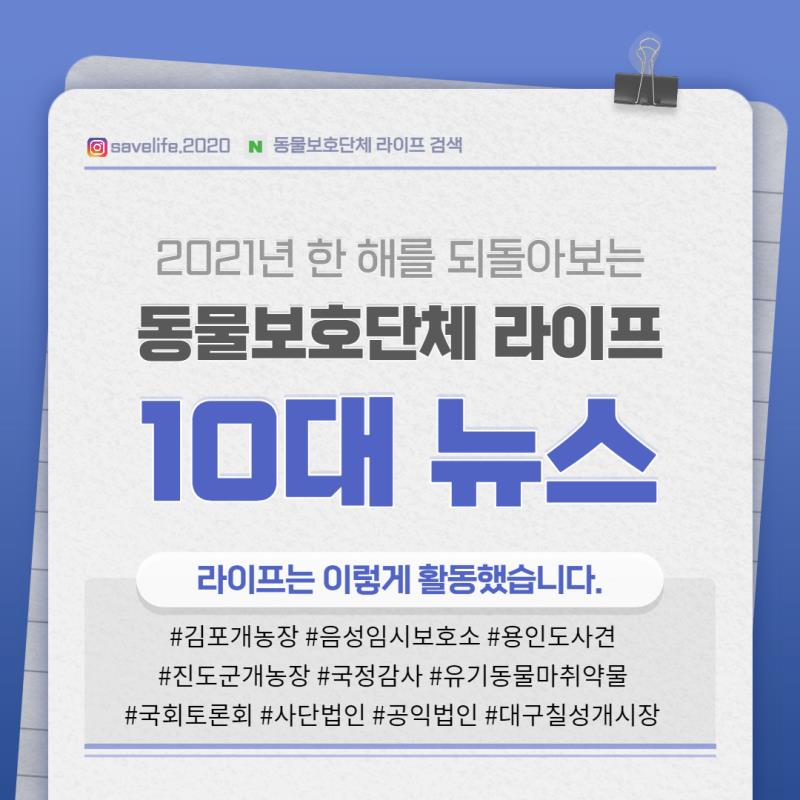 savelife.2020 N 동물보호단체 라이프 검색
2021년 한 해를 되돌아보는
동물보호단체 라이프
10대 뉴스
라이프는 이렇게 활동했습니다.
#김포개농장 #음성임시보호소 #용인도사견
#진도군개농장 #국정감사 #유기동물마취약물
#국회토론회 #사단법인 #공익법인 #대구칠성개시장